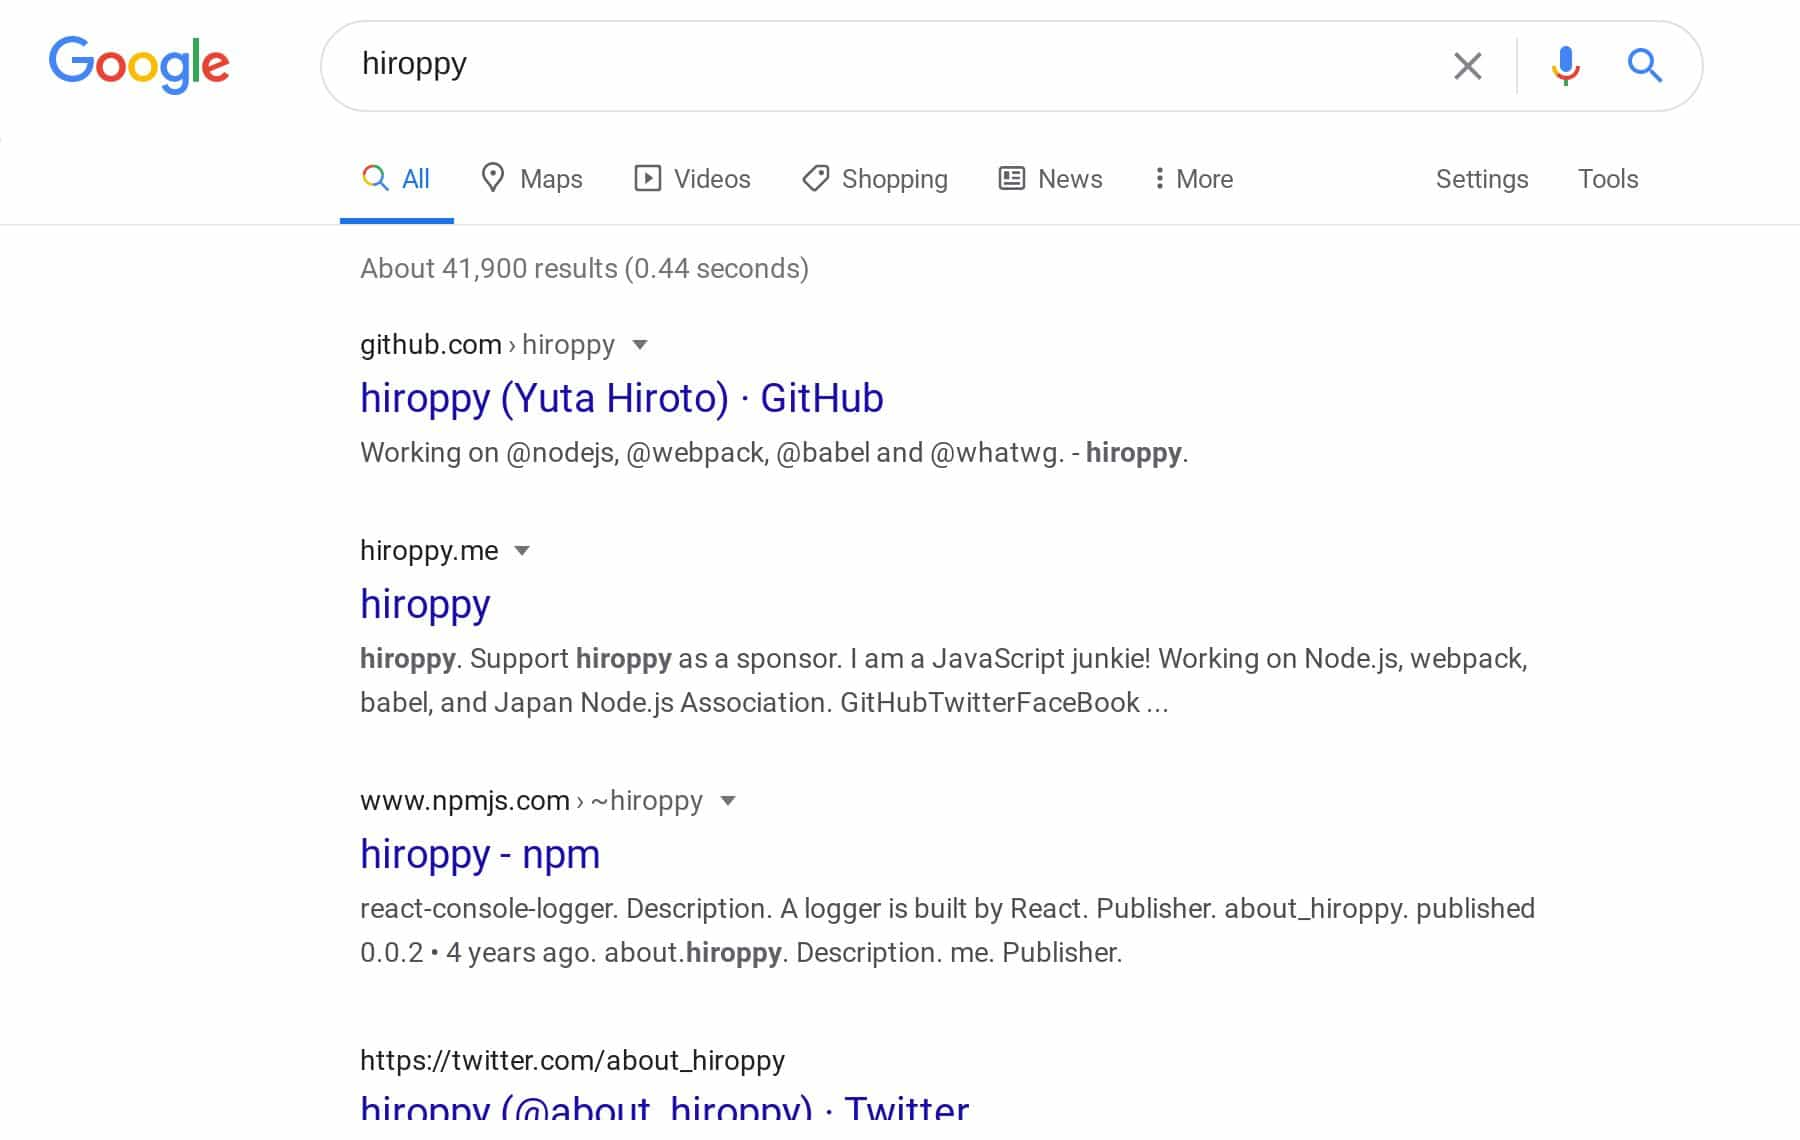 Google
hiroppy
All Maps Videos Shopping News More Settings Tools
About 41,900 results (0.44 seconds)
github.com › hiroppy
hiroppy (Yuta Hiroto) · GitHub
Working on @nodejs, @webpack, @babel and @whatwg. - hiroppy.
hiroppy.me
hiroppy
hiroppy. Support hiroppy as a sponsor. I am a JavaScript junkie! Working on Node.js, webpack,
babel, and Japan Node.js Association. GitHubTwitterFaceBook ...
www.npmjs.com › ~hiroppy
hiroppy - npm
react-console-logger. Description. A logger is built by React. Publisher. about_hiroppy. published
0.0.2 • 4 years ago. about.hiroppy. Description. me. Publisher.
https://twitter.com/about_hiroppy
hiroppy (@about_hiroppy) · Twitter